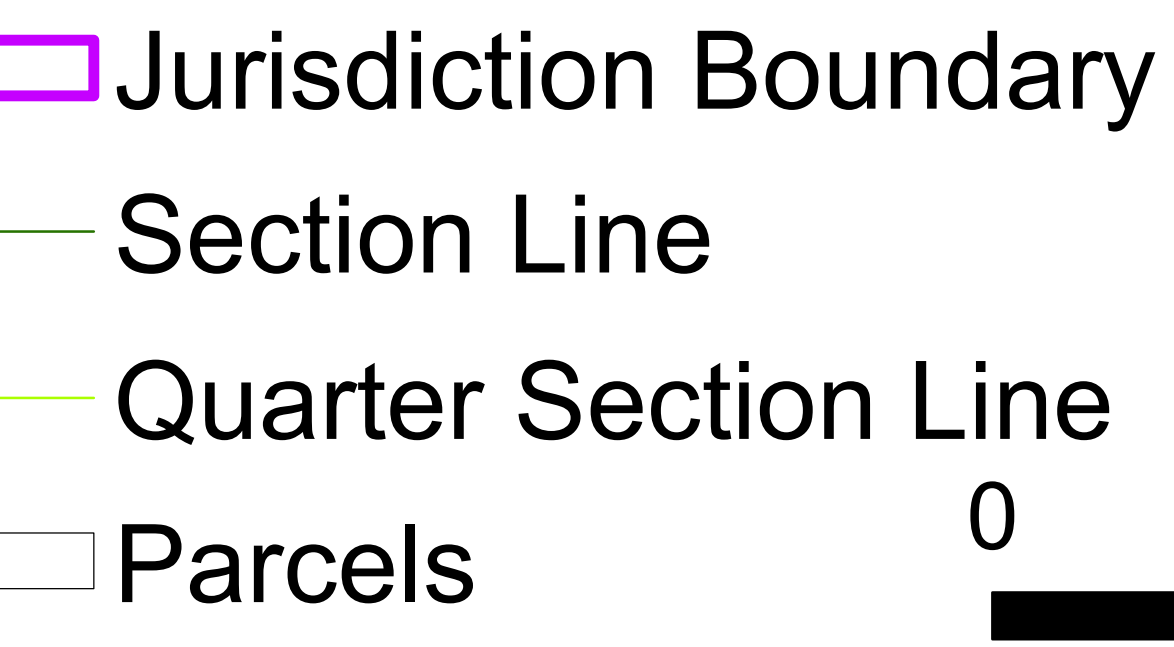 Jurisdiction Boundary
Section Line
Quarter Section Line
0
Parcels